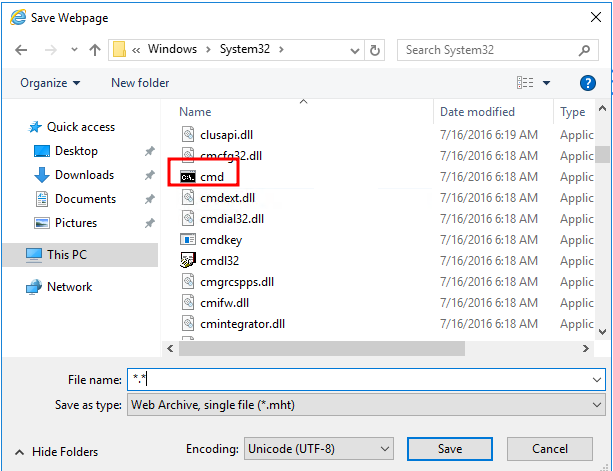 Save Webpage
« Windows > System32 >
Search System32
Organize
New folder
Name
Date modified
Type
Quick access
Desktop
Downloads
Documents
Pictures
This PC
Network
clusapi.dll 7/16/2016 6:19 AM Applic
cmcfg32.dll 7/16/2016 6:18 AM Applic
C:\. cmd 7/16/2016 6:18 AM Applic
cmdext.dll 7/16/2016 6:18 AM Applic
cmdial32.dll 7/16/2016 6:18 AM Applic
cmdkey 7/16/2016 6:18 AM Applic
cmdl32 7/16/2016 6:18 AM Applic
cmgrcspps.dll 7/16/2016 6:18 AM Applic
cmifw.dll 7/16/2016 6:18 AM Applic
cmintegrator.dll 7/16/2016 6:18 AM Applic
File name: *.*
Save as type: Web Archive, single file (*.mht)
Hide Folders
Encoding: Unicode (UTF-8)
Save
Cancel